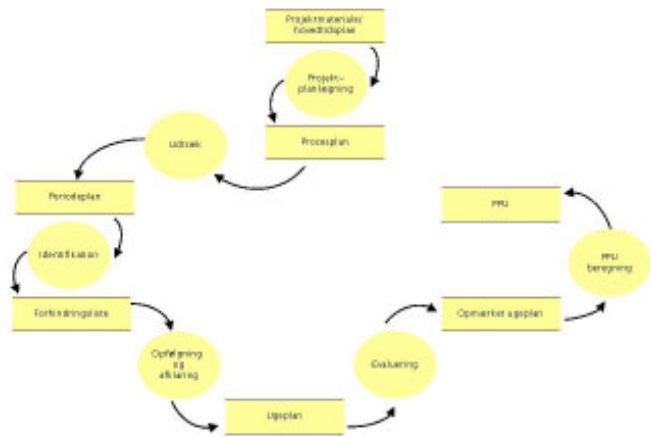 Projektmateriale/
hovedtidsplan
Projekt-
planlægning
Procesplan
Udtræk
Periodeplan
Identifikation
Forhindringsliste
Opfølgning
og
afklaring
Ugeplan
Evaluering
Opmærket ugeplan
PPU
beregning
PPU